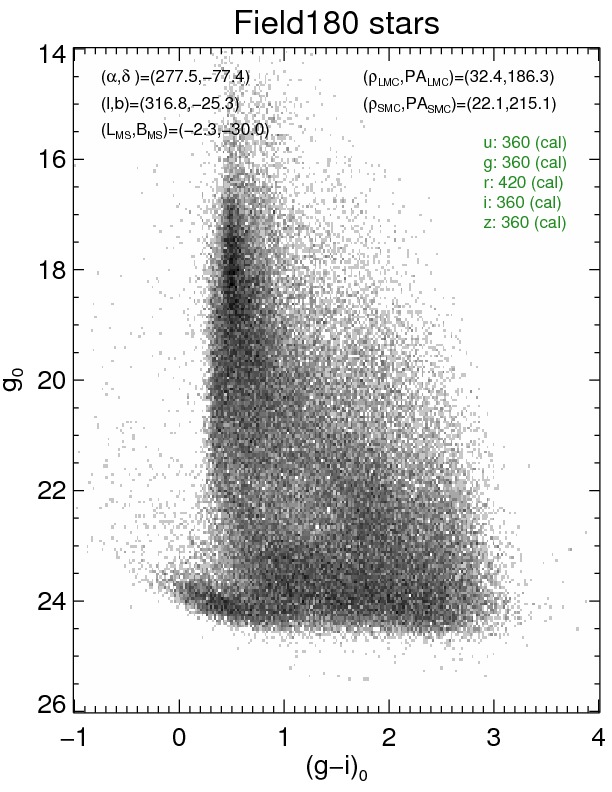 Field180 stars
(α,δ )=(277.5,−77.4)
(l,b)=(316.8,−25.3)
(LMS,BMS)=(−2.3,−30.0)
(ρLMC,PALMC)=(32.4,186.3)
(ρSMC,PASMC)=(22.1,215.1)
u: 360 (cal)
g: 360 (cal)
r: 420 (cal)
i: 360 (cal)
z: 360 (cal)
14
16
18
20
22
24
26
g0
−1 0 1 2 3 4
(g−i)0